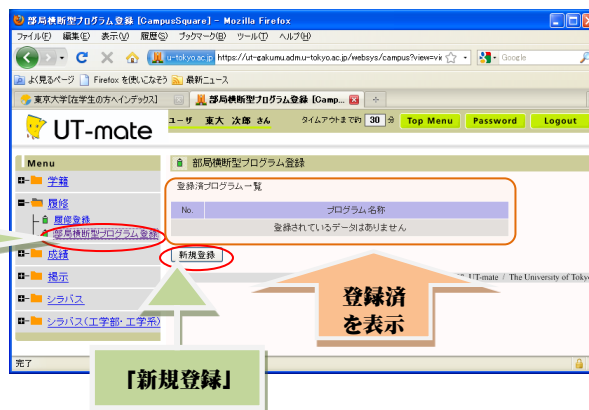 部局横断型プログラム登録 [CampusSquare] - Mozilla Firefox
ファイル(F) 編集(E) 表示(V) 履歴(S) ブックマーク(B) ツール(T) ヘルプ(H)
u-tokyo.ac.jp https://ut-gakumu.adm.u-tokyo.ac.jp/websys/campus?view=vie
Google
よく見るページ Firefox を使いこなそう 最新ニュース
東京大学[在学生の方へインデックス]
部局横断型プログラム登録 [Camp...
UT-mate
ユーザ 東大 次郎 さん タイムアウトまで約 30 分 Top Menu Password Logout
Menu
学籍
履修
履修登録
部局横断型プログラム登録
成績
掲示
シラバス
シラバス(工学部・工学系)
部局横断型プログラム登録
登録済プログラム一覧
No. プログラム名称
登録されているデータはありません
新規登録
UT-mate / The University of Tokyo
登録済
を表示
「新規登録」
完了